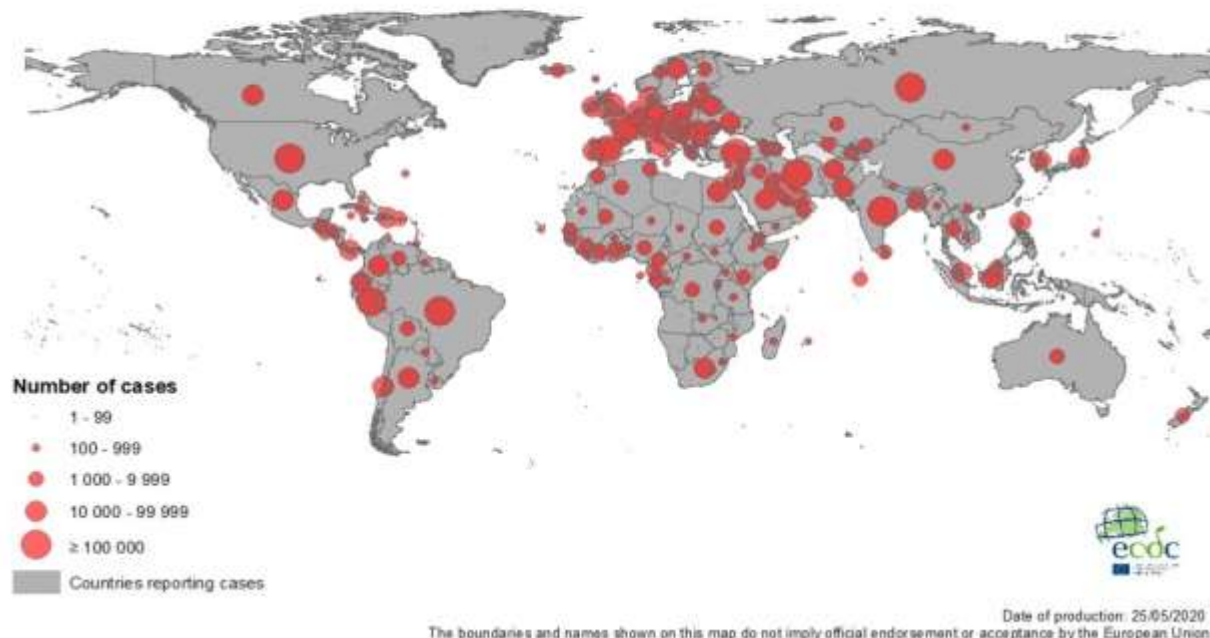 Number of cases
1 - 99
100 - 999
1 000 - 9 999
10 000 - 99 999
≥ 100 000
Countries reporting cases
ecdc
Date of production: 25/05/2020
The boundaries and names shown on this map do not imply official endorsement or acceptance by the European Union